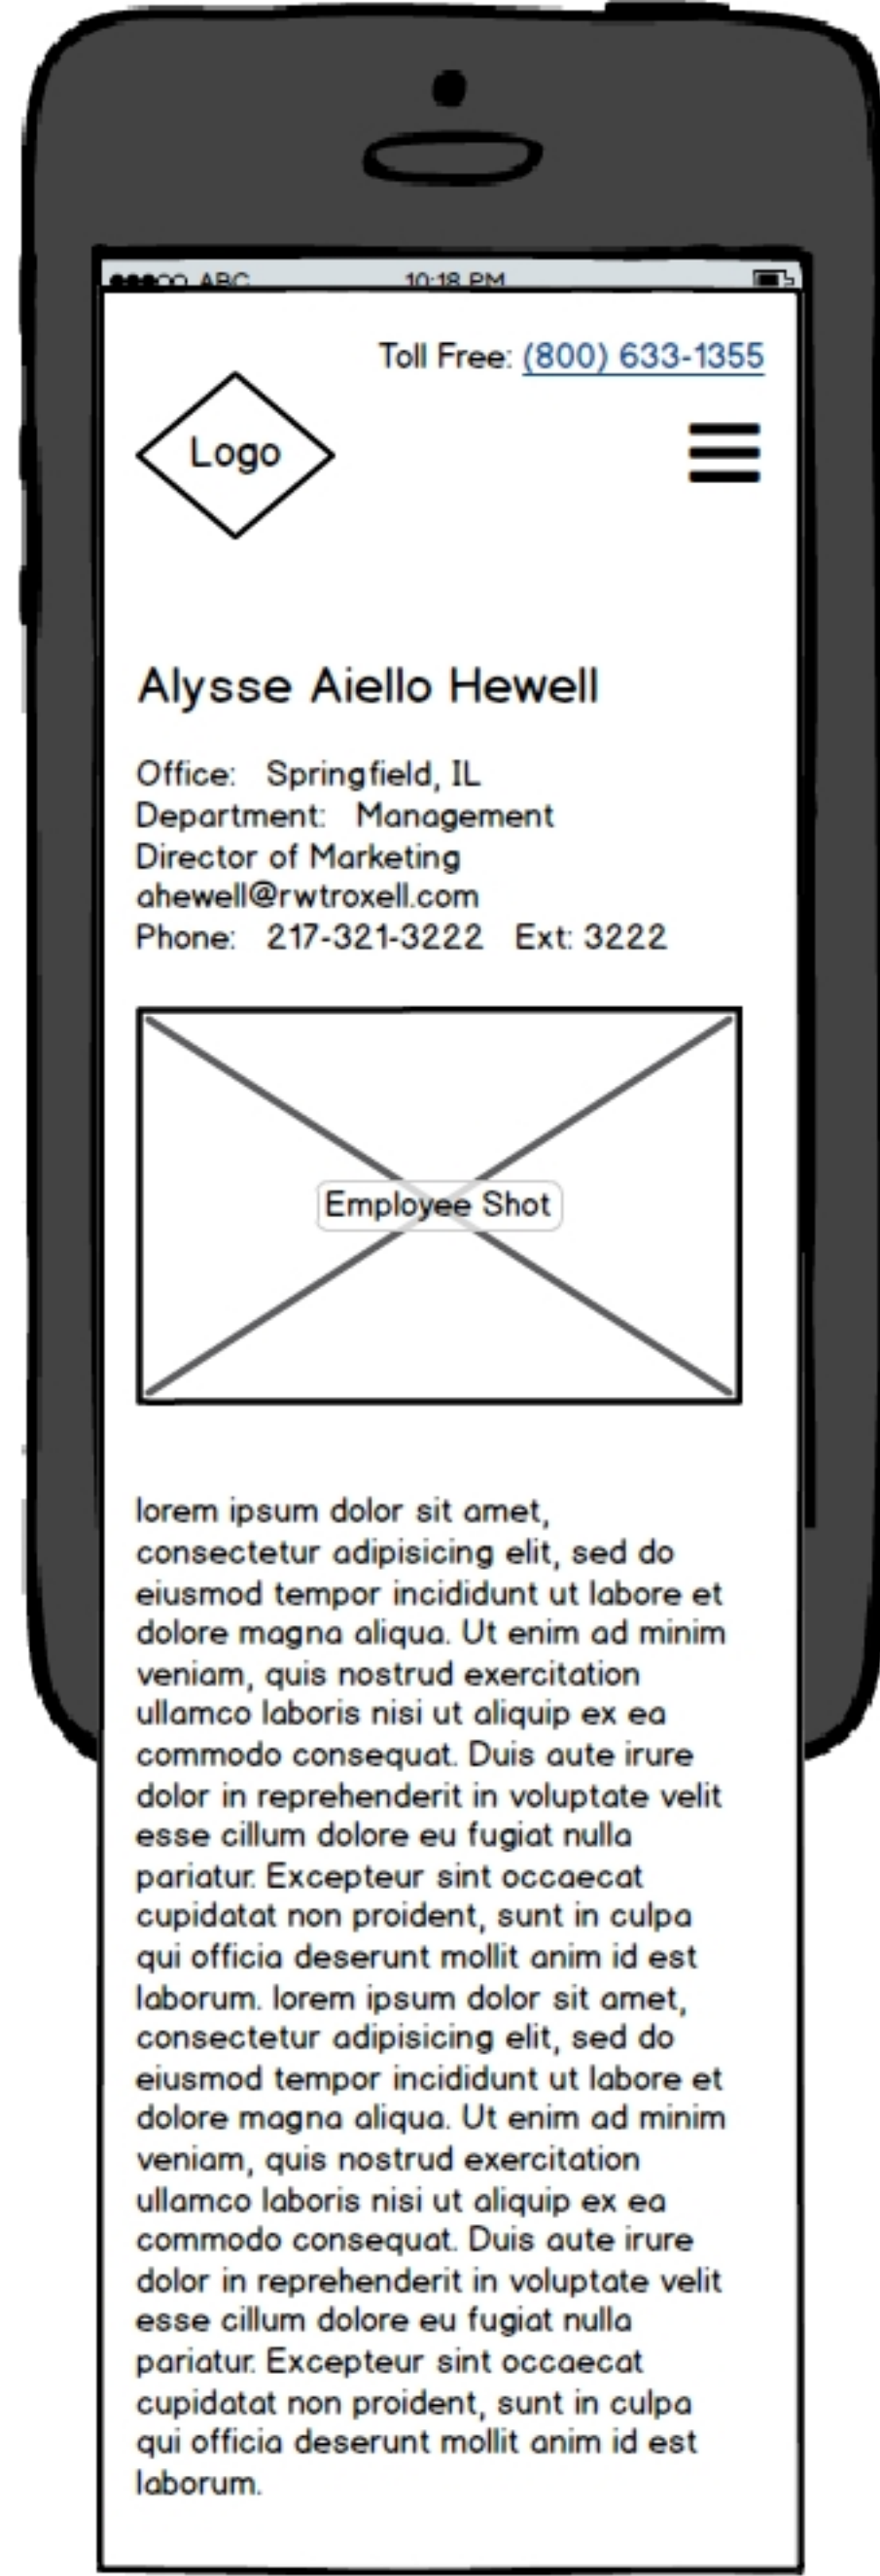 ABC 10:18 PM
Toll Free: (800) 633-1355
Logo
Alysse Aiello Hewell
Office: Springfield, IL
Department: Management
Director of Marketing
ahewell@rwtroxell.com
Phone: 217-321-3222 Ext: 3222
Employee Shot
lorem ipsum dolor sit amet,
consectetur adipisicing elit, sed do
eiusmod tempor incididunt ut labore et
dolore magna aliqua. Ut enim ad minim
veniam, quis nostrud exercitation
ullamco laboris nisi ut aliquip ex ea
commodo consequat. Duis aute irure
dolor in reprehenderit in voluptate velit
esse cillum dolore eu fugiat nulla
pariatur. Excepteur sint occaecat
cupidatat non proident, sunt in culpa
qui officia deserunt mollit anim id est
laborum. lorem ipsum dolor sit amet,
consectetur adipisicing elit, sed do
eiusmod tempor incididunt ut labore et
dolore magna aliqua. Ut enim ad minim
veniam, quis nostrud exercitation
ullamco laboris nisi ut aliquip ex ea
commodo consequat. Duis aute irure
dolor in reprehenderit in voluptate velit
esse cillum dolore eu fugiat nulla
pariatur. Excepteur sint occaecat
cupidatat non proident, sunt in culpa
qui officia deserunt mollit anim id est
laborum.